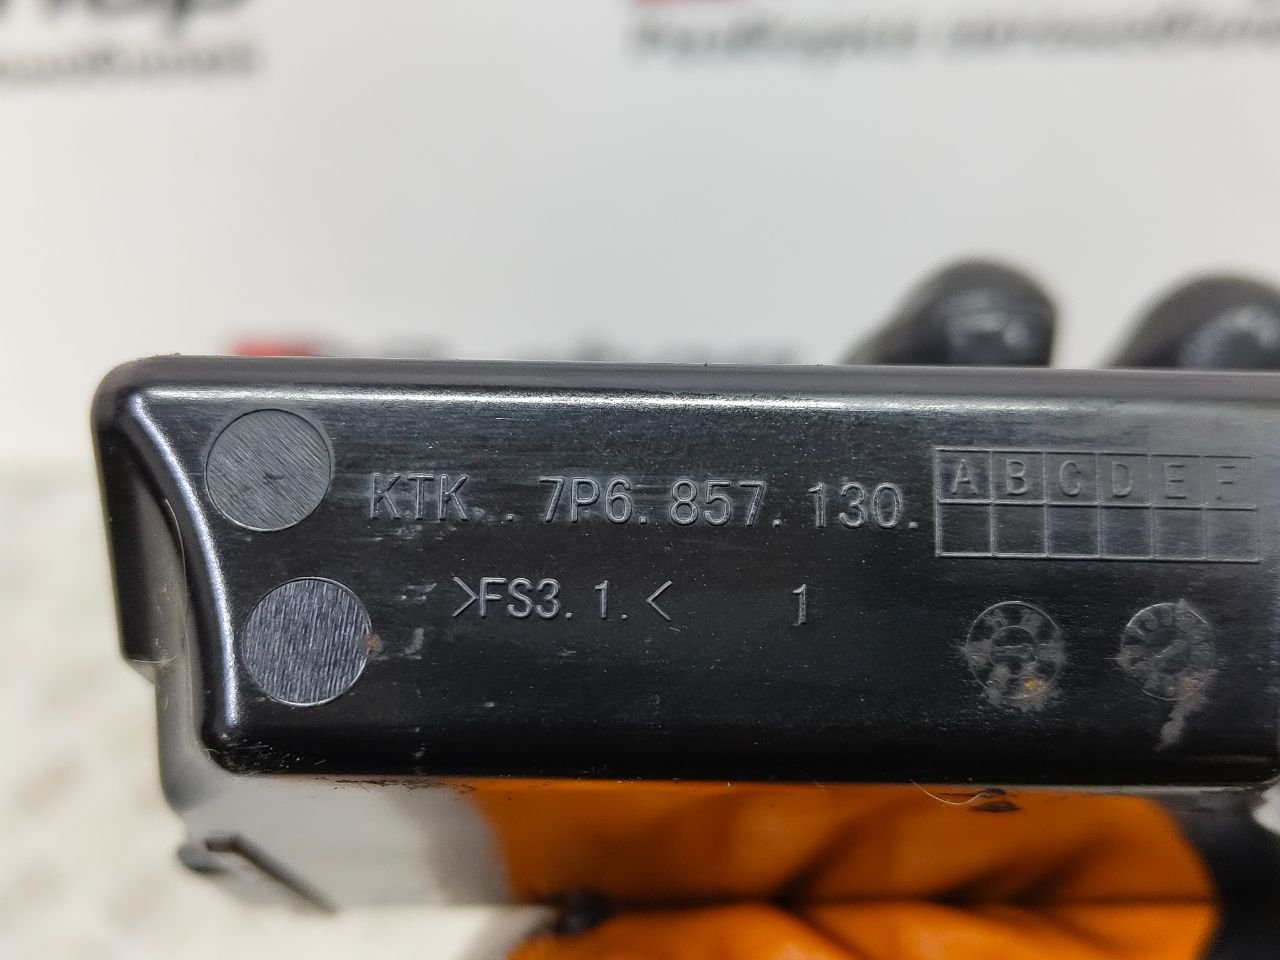 KTK . 7P6. 857. 130.
A B C D E F
>FS3. 1. < 1